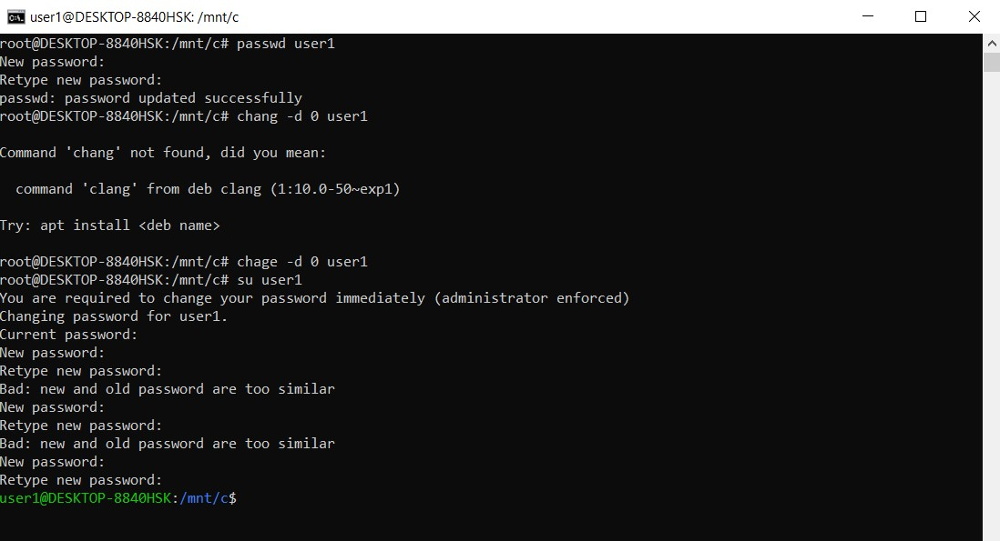 user1@DESKTOP-8840HSK: /mnt/c
root@DESKTOP-8840HSK:/mnt/c# passwd user1
New password:
Retype new password:
passwd: password updated successfully
root@DESKTOP-8840HSK:/mnt/c# chang -d 0 user1
Command 'chang' not found, did you mean:
command 'clang' from deb clang (1:10.0-50~exp1)
Try: apt install <deb name>
root@DESKTOP-8840HSK:/mnt/c# chage -d 0 user1
root@DESKTOP-8840HSK:/mnt/c# su user1
You are required to change your password immediately (administrator enforced)
Changing password for user1.
Current password:
New password:
Retype new password:
Bad: new and old password are too similar
New password:
Retype new password:
Bad: new and old password are too similar
New password:
Retype new password:
user1@DESKTOP-8840HSK:/mnt/c$